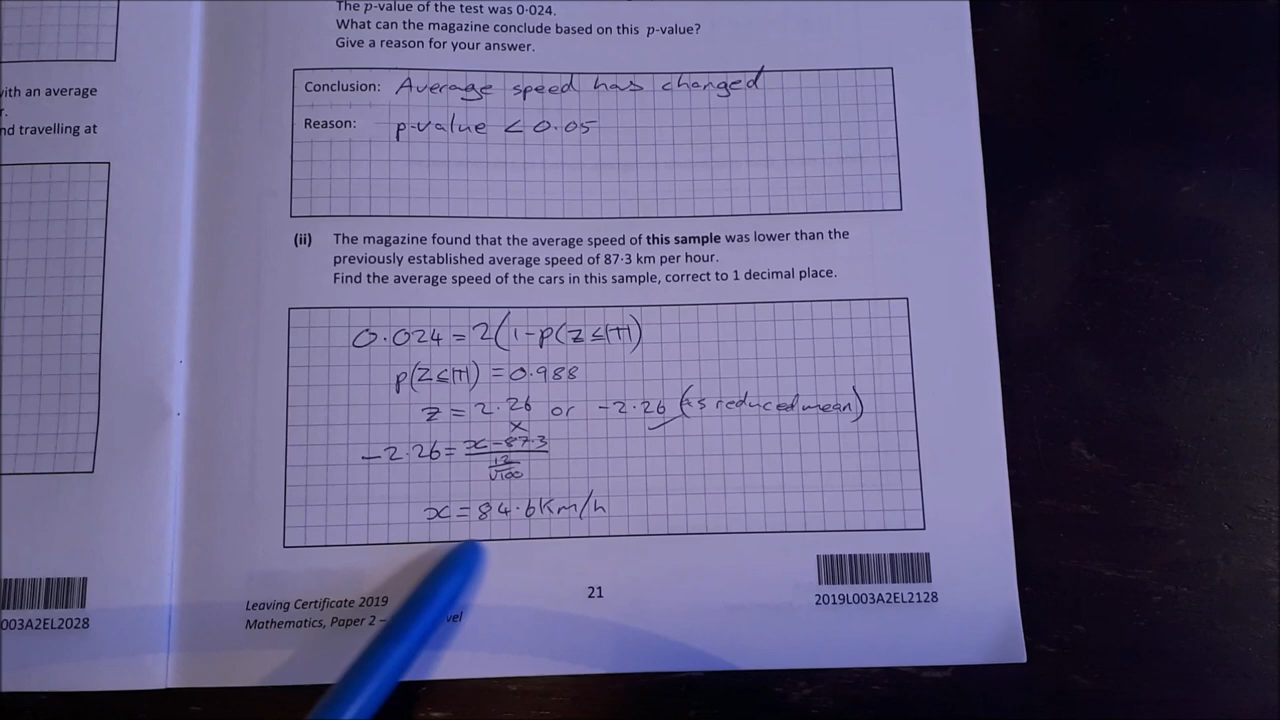 The p-value of the test was 0·024.
What can the magazine conclude based on this p-value?
Give a reason for your answer.
with an average
r.
nd travelling at
Conclusion: Average speed has changed
Reason: p-value < 0.05
(ii) The magazine found that the average speed of this sample was lower than the
previously established average speed of 87·3 km per hour.
Find the average speed of the cars in this sample, correct to 1 decimal place.
0.024 = 2(1-p(Z≤|T|)
p(Z≤|T|) = 0.988
z = 2.26 or -2.26 (as reduced mean)
x
-2.26 = x-87.3
12
√100
x = 84.6 Km/h
21
Leaving Certificate 2019
Mathematics, Paper 2 – vel
003A2EL2028
2019L003A2EL2128